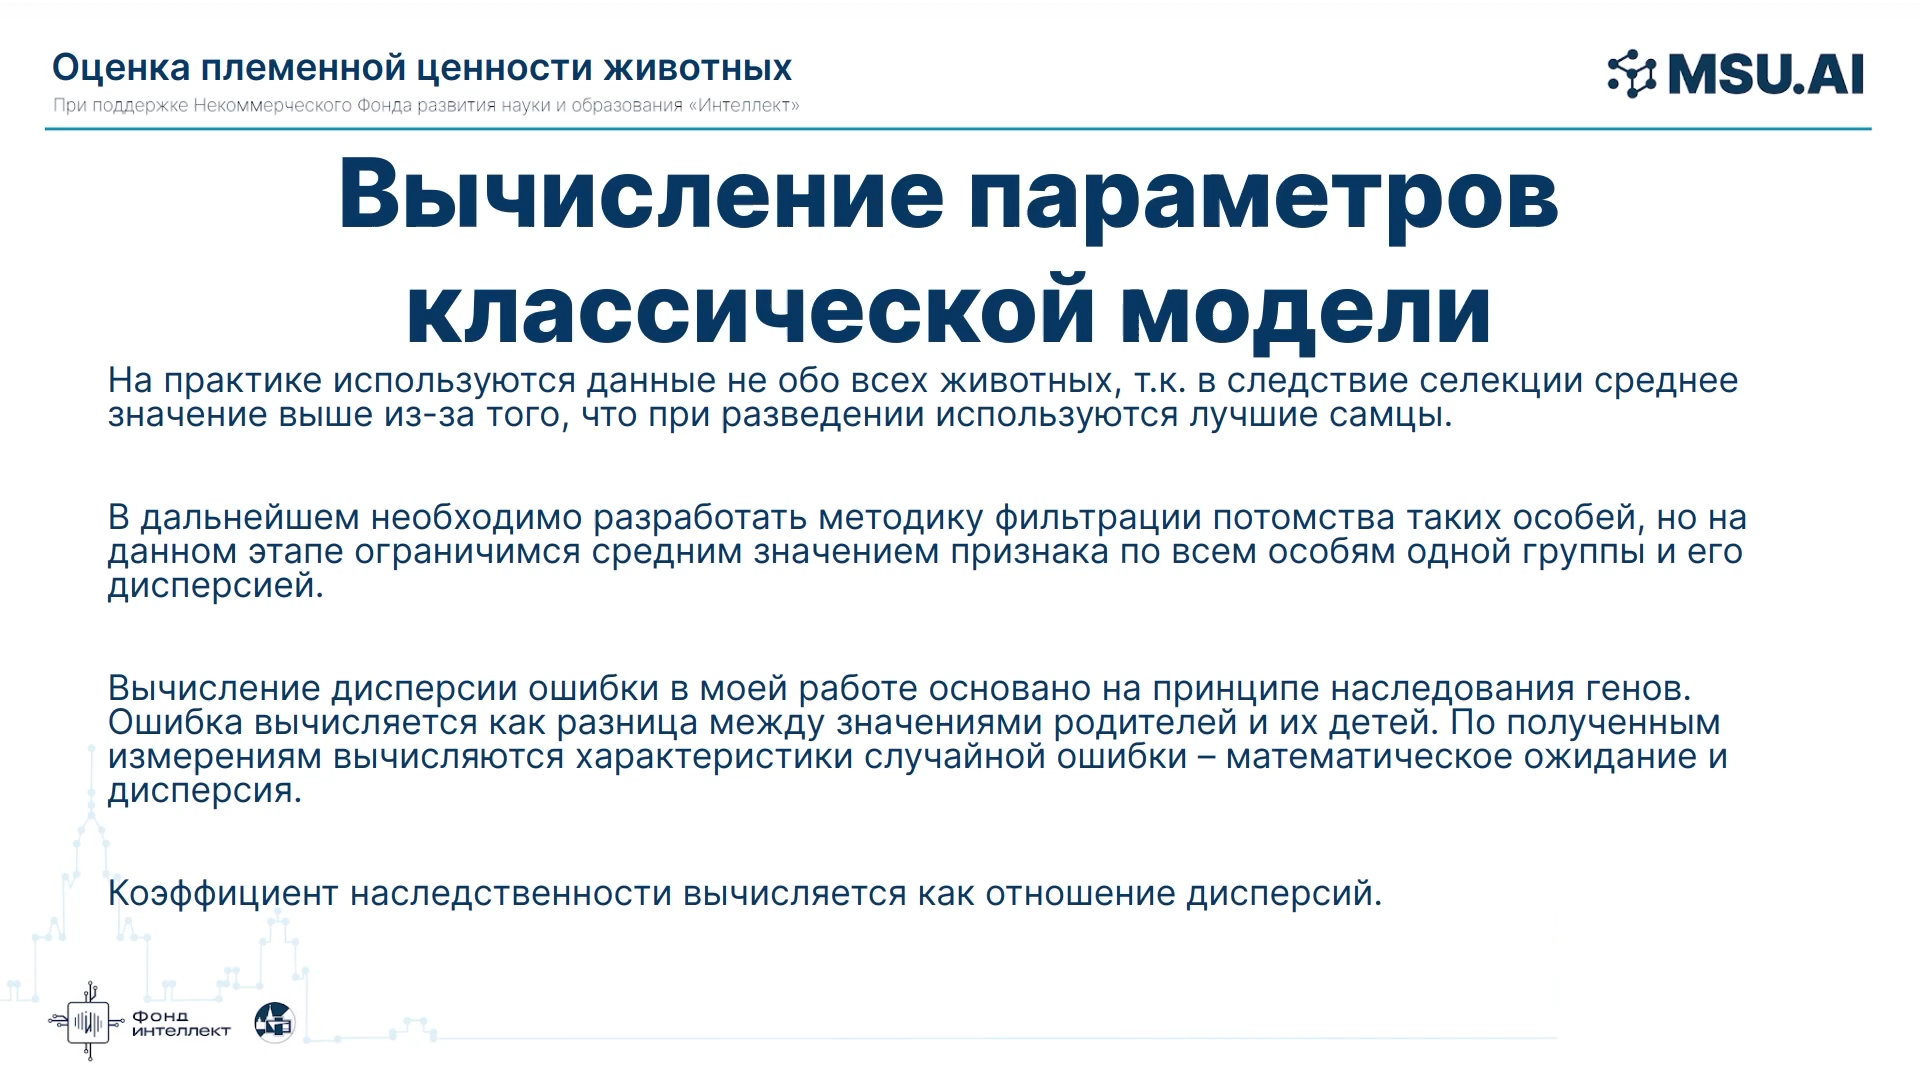 Оценка племенной ценности животных
При поддержке Некоммерческого Фонда развития науки и образования «Интеллект»
MSU.AI
Вычисление параметров
классической модели
На практике используются данные не обо всех животных, т.к. в следствие селекции среднее
значение выше из-за того, что при разведении используются лучшие самцы.
В дальнейшем необходимо разработать методику фильтрации потомства таких особей, но на
данном этапе ограничимся средним значением признака по всем особям одной группы и его
дисперсией.
Вычисление дисперсии ошибки в моей работе основано на принципе наследования генов.
Ошибка вычисляется как разница между значениями родителей и их детей. По полученным
измерениям вычисляются характеристики случайной ошибки – математическое ожидание и
дисперсия.
Коэффициент наследственности вычисляется как отношение дисперсий.
Фонд
интеллект